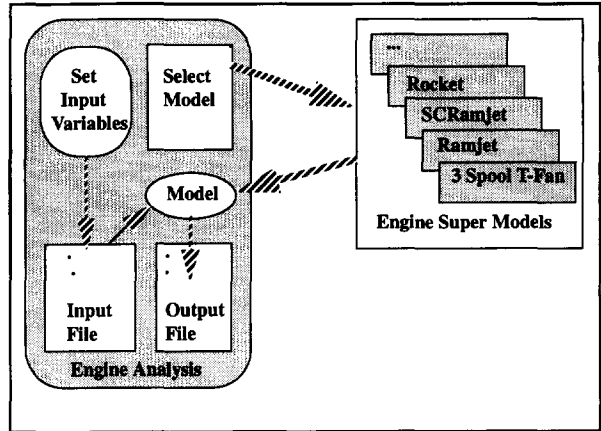 Set
Input
Variables
Select
Model
Model
Input
File
Output
File
Engine Analysis
...
Rocket
SCRamjet
Ramjet
3 Spool T-Fan
Engine Super Models